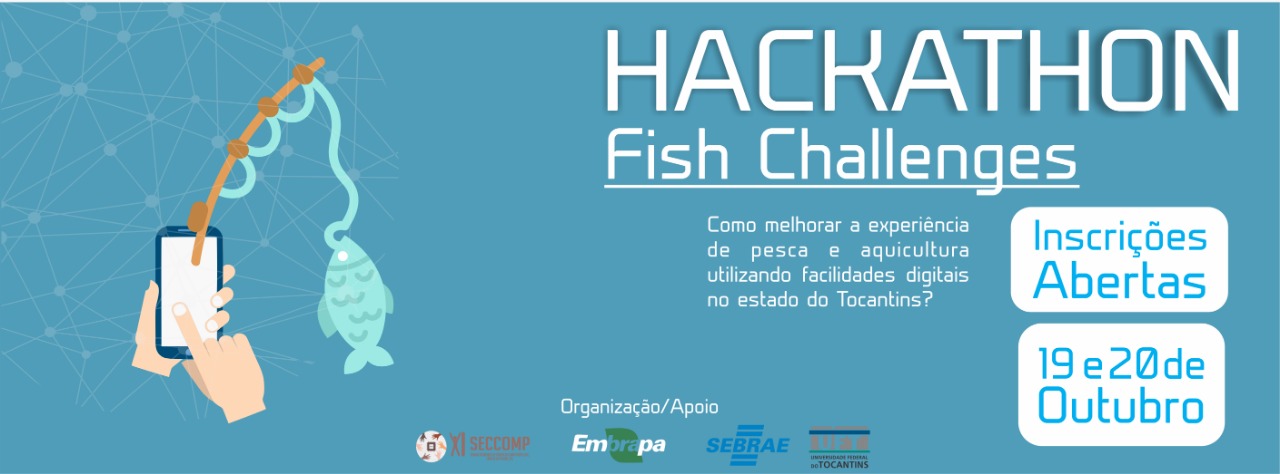 HACKATHON
Fish Challenges
Como melhorar a experiência
de pesca e aquicultura
utilizando facilidades digitais
no estado do Tocantins?
Inscrições
Abertas
19 e 20 de
Outubro
Organização/Apoio
XI SECCOMP
Embrapa
SEBRAE
UNIVERSIDADE FEDERAL
DO TOCANTINS